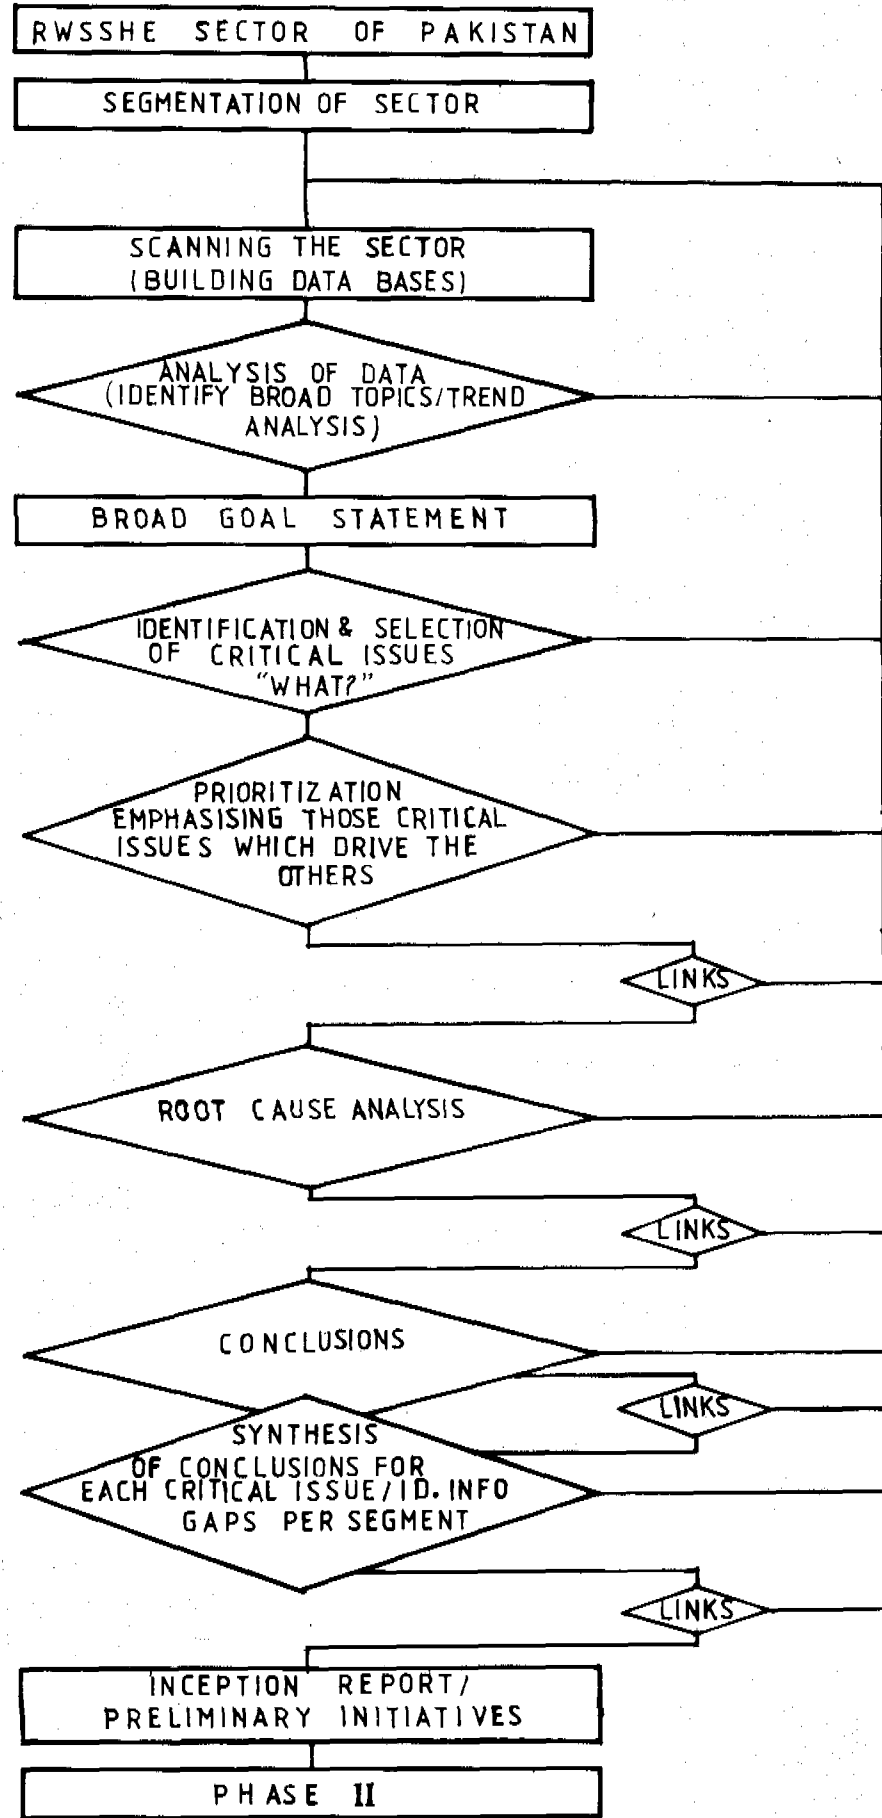 RWSSHE SECTOR OF PAKISTAN
SEGMENTATION OF SECTOR
SCANNING THE SECTOR
(BUILDING DATA BASES)
ANALYSIS OF DATA
(IDENTIFY BROAD TOPICS/TREND
ANALYSIS)
BROAD GOAL STATEMENT
IDENTIFICATION & SELECTION
OF CRITICAL ISSUES
"WHAT?"
PRIORITIZATION
EMPHASISING THOSE CRITICAL
ISSUES WHICH DRIVE THE
OTHERS
LINKS
ROOT CAUSE ANALYSIS
LINKS
CONCLUSIONS
LINKS
SYNTHESIS
OF CONCLUSIONS FOR
EACH CRITICAL ISSUE/ID. INFO
GAPS PER SEGMENT
LINKS
INCEPTION REPORT/
PRELIMINARY INITIATIVES
PHASE II